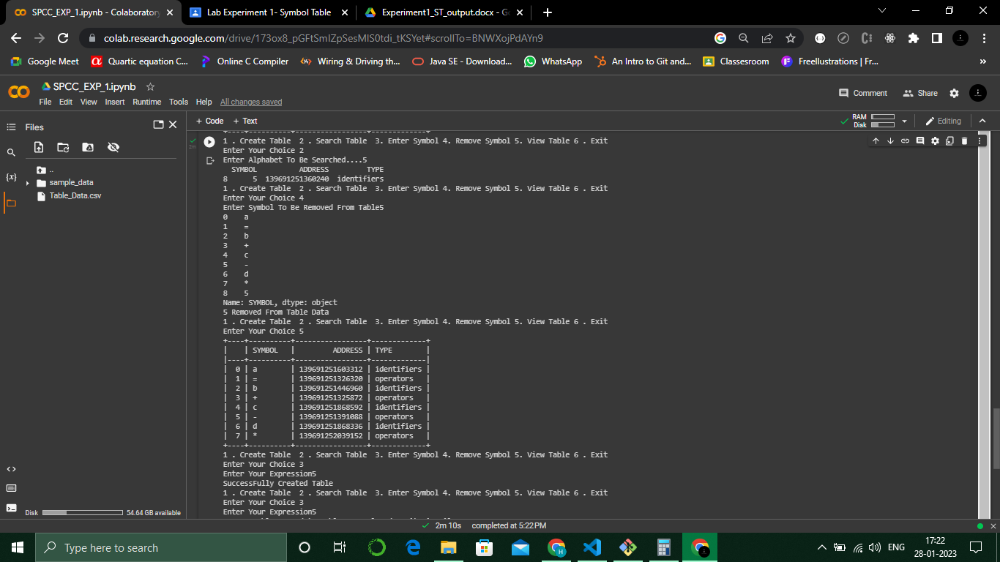 SPCC_EXP_1.ipynb - Colaboratory
Lab Experiment 1- Symbol Table
Experiment1_ST_output.docx - Go
colab.research.google.com/drive/173ox8_pGFtSmIZpSesMlS0tdi_tKSYet#scrollTo=BNWXojPdAYn9
Google Meet
Quartic equation C...
Online C Compiler
Wiring & Driving th...
Java SE - Download...
WhatsApp
An Intro to Git and...
Classesroom
Freellustrations | Fr...
SPCC_EXP_1.ipynb
File Edit View Insert Runtime Tools Help All changes saved
Comment Share
Files
+ Code + Text
RAM
Disk
Editing
..
sample_data
Table_Data.csv
2m
1 . Create Table  2 . Search Table  3. Enter Symbol 4. Remove Symbol 5. View Table 6 . Exit
Enter Your Choice 2
Enter Alphabet To Be Searched....5
  SYMBOL          ADDRESS         TYPE
8      5  139691251360240  identifiers
1 . Create Table  2 . Search Table  3. Enter Symbol 4. Remove Symbol 5. View Table 6 . Exit
Enter Your Choice 4
Enter Symbol To Be Removed From Table5
0    a
1    =
2    b
3    +
4    c
5    -
6    d
7    *
8    5
Name: SYMBOL, dtype: object
5 Removed From Table Data
1 . Create Table  2 . Search Table  3. Enter Symbol 4. Remove Symbol 5. View Table 6 . Exit
Enter Your Choice 5
+----+----------+-----------------+-------------+
|    | SYMBOL   |         ADDRESS | TYPE        |
|----+----------+-----------------+-------------|
|  0 | a        | 139691251603312 | identifiers |
|  1 | =        | 139691251326320 | operators   |
|  2 | b        | 139691251446960 | identifiers |
|  3 | +        | 139691251325872 | operators   |
|  4 | c        | 139691251868592 | identifiers |
|  5 | -        | 139691251391088 | operators   |
|  6 | d        | 139691251868336 | identifiers |
|  7 | *        | 139691252039152 | operators   |
+----+----------+-----------------+-------------+
1 . Create Table  2 . Search Table  3. Enter Symbol 4. Remove Symbol 5. View Table 6 . Exit
Enter Your Choice 3
Enter Your Expression5
SuccessFully Created Table
1 . Create Table  2 . Search Table  3. Enter Symbol 4. Remove Symbol 5. View Table 6 . Exit
Enter Your Choice 3
Enter Your Expression5
Disk 54.64 GB available
2m 10s completed at 5:22 PM
Type here to search
ENG
17:22
28-01-2023